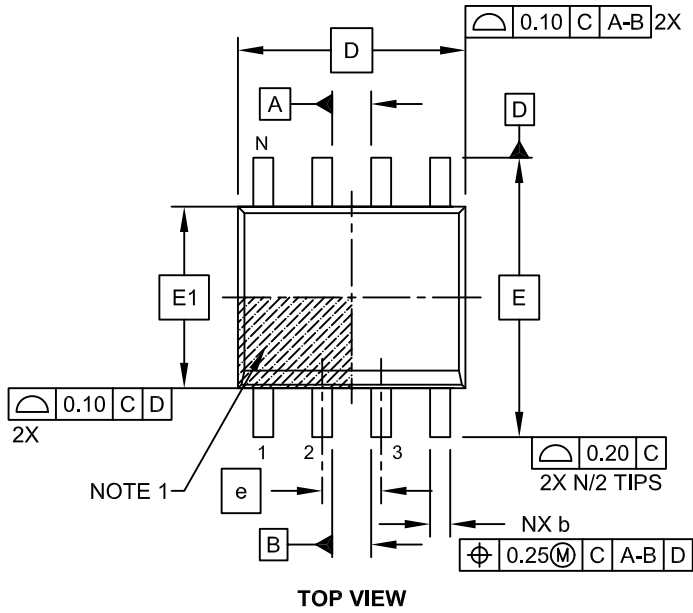 ⌓ 0.10 C A-B 2X
D
A
D
N
E1
E
⌓ 0.10 C D
2X
1 2 3
⌓ 0.20 C
2X N/2 TIPS
NOTE 1
e
NX b
B
⌖ 0.25Ⓜ C A-B D
TOP VIEW